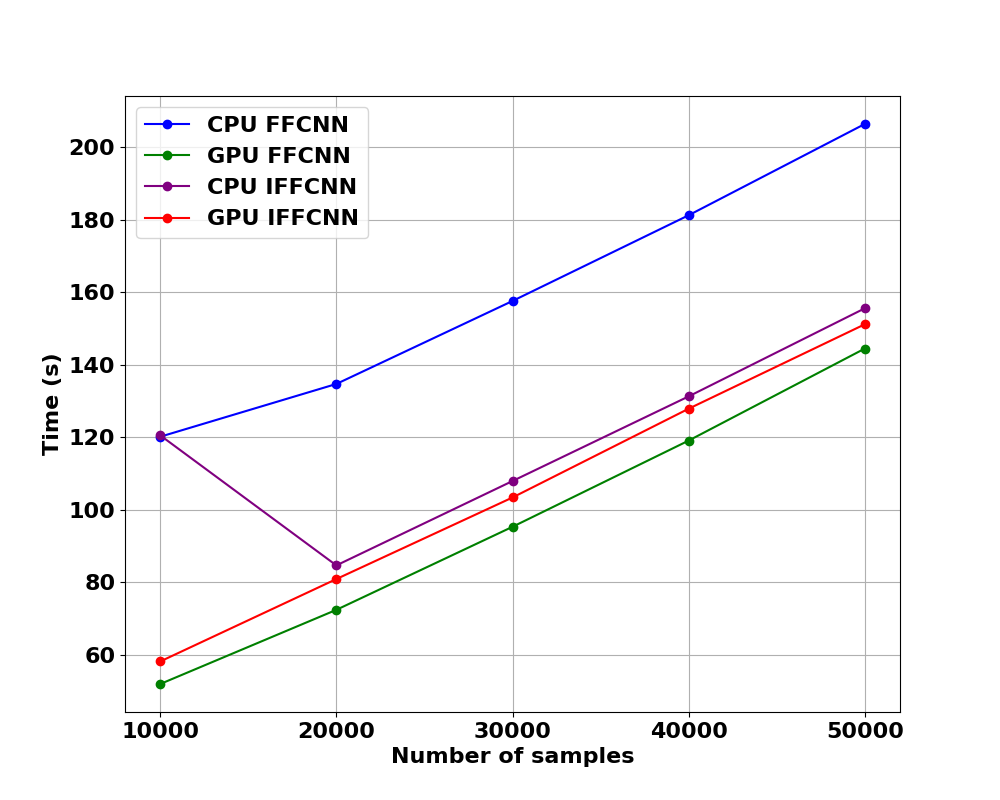 CPU FFCNN
GPU FFCNN
CPU IFFCNN
GPU IFFCNN
200
180
160
140
120
100
80
60
Time (s)
10000 20000 30000 40000 50000
Number of samples